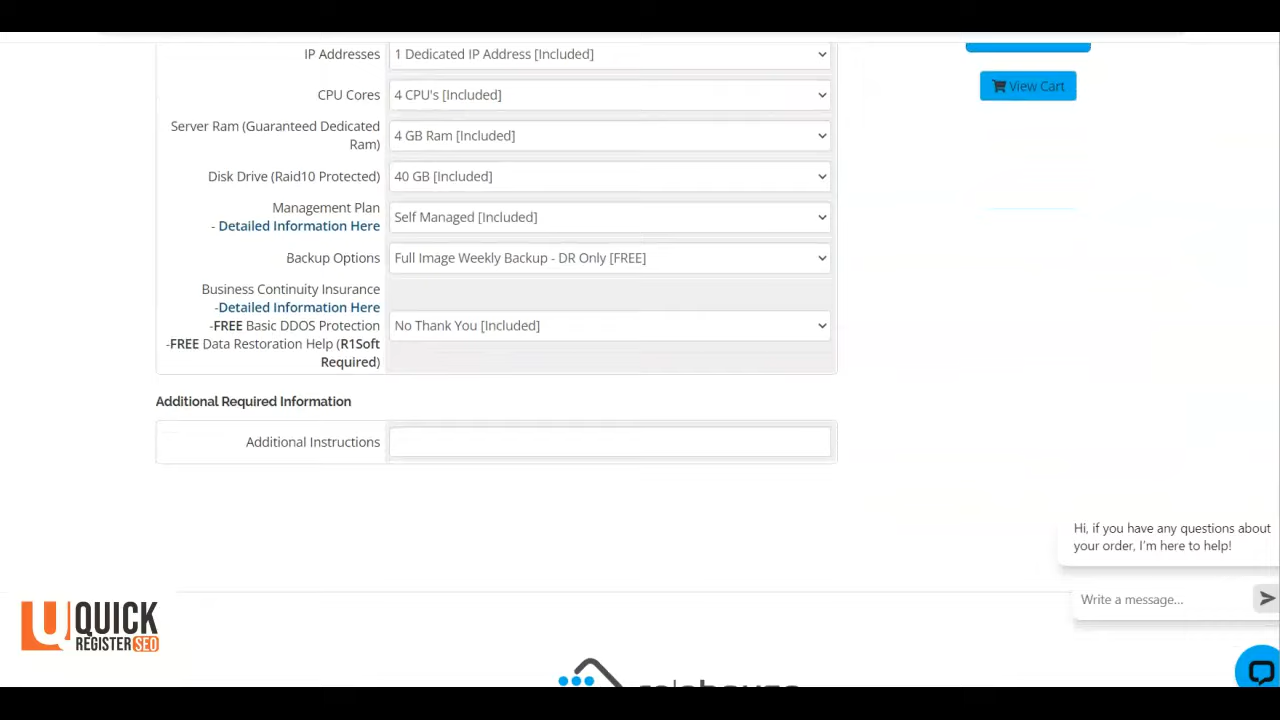 IP Addresses
1 Dedicated IP Address [Included]
View Cart
CPU Cores
4 CPU's [Included]
Server Ram (Guaranteed Dedicated
Ram)
4 GB Ram [Included]
Disk Drive (Raid10 Protected)
40 GB [Included]
Management Plan
- Detailed Information Here
Self Managed [Included]
Backup Options
Full Image Weekly Backup - DR Only [FREE]
Business Continuity Insurance
-Detailed Information Here
-FREE Basic DDOS Protection
-FREE Data Restoration Help (R1Soft
Required)
No Thank You [Included]
Additional Required Information
Additional Instructions
Hi, if you have any questions about
your order, I'm here to help!
Write a message...
QUICK
REGISTER SEO